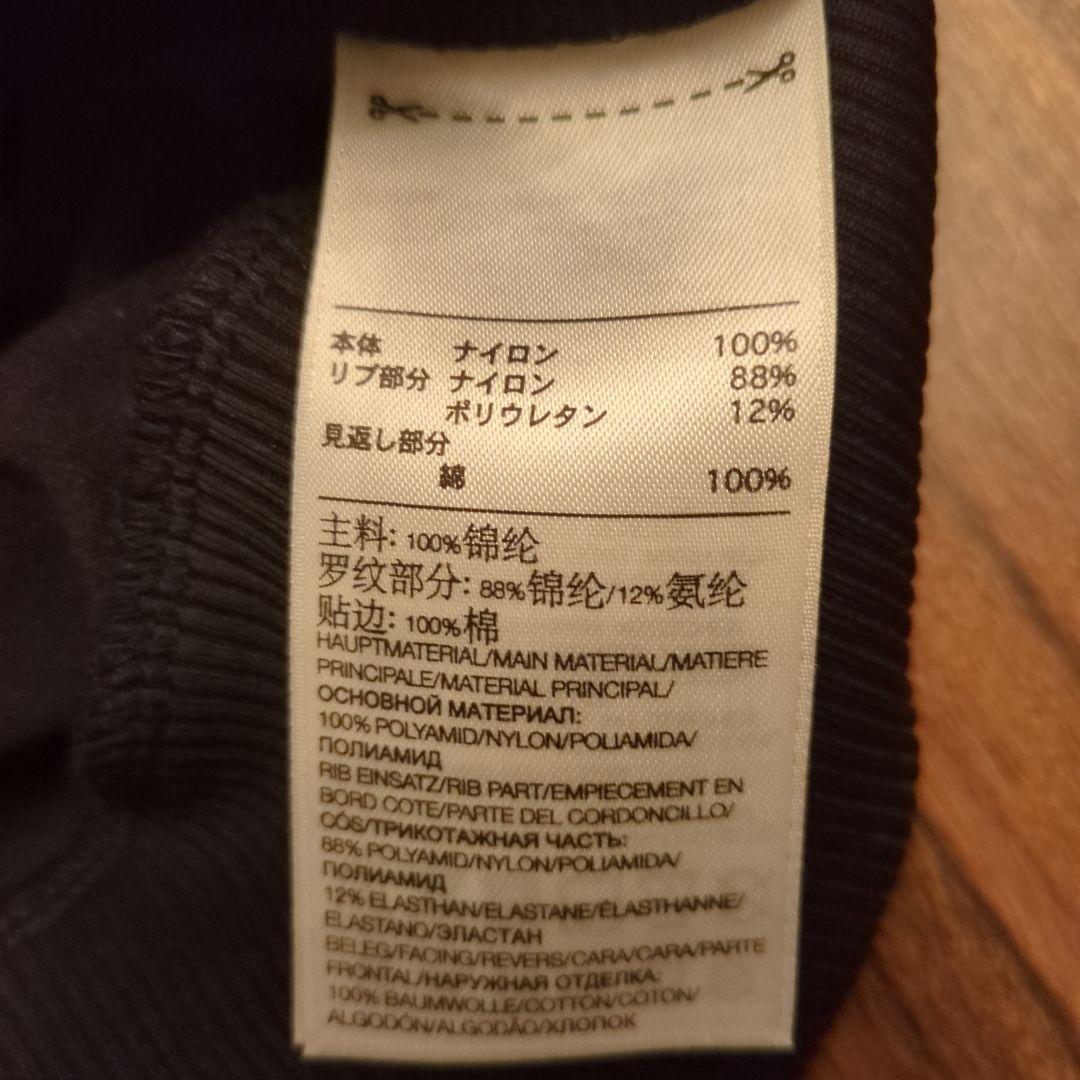 本体 ナイロン 100%
リブ部分 ナイロン 88%
ポリウレタン 12%
見返し部分
綿 100%
主料: 100%锦纶
罗纹部分: 88%锦纶/12%氨纶
贴边: 100%棉
HAUPTMATERIAL/MAIN MATERIAL/MATIERE
PRINCIPALE/MATERIAL PRINCIPAL/
ОСНОВНОЙ МАТЕРИАЛ:
100% POLYAMID/NYLON/POLIAMIDA/
ПОЛИАМИД
RIB EINSATZ/RIB PART/EMPIECEMENT EN
BORD COTE/PARTE DEL CORDONCILLO/
CÓS/ТРИКОТАЖНАЯ ЧАСТЬ:
88% POLYAMID/NYLON/POLIAMIDA/
ПОЛИАМИД
12% ELASTHAN/ELASTANE/ÉLASTHANNE/
ELASTANO/ЭЛАСТАН
BELEG/FACING/REVERS/CARA/CARA/PARTE
FRONTAL/НАРУЖНАЯ ОТДЕЛКА:
100% BAUMWOLLE/COTTON/COTON/
ALGODÓN/ALGODÃO/ХЛОПОК